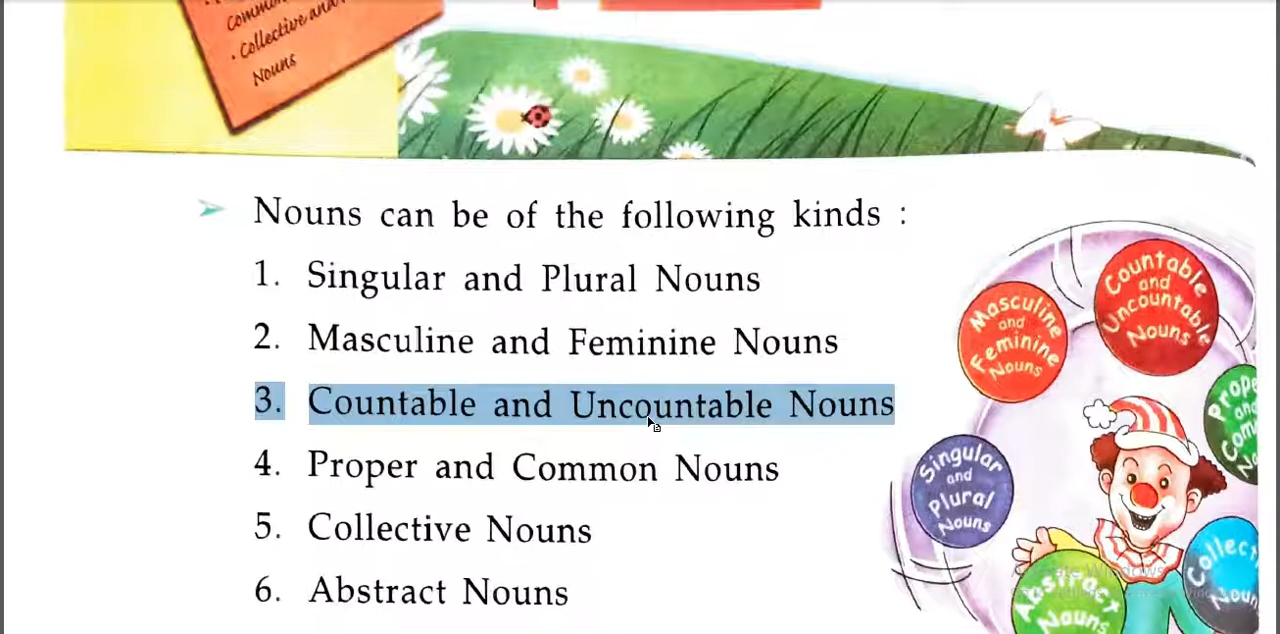 Common
• Collective and
Nouns
Nouns can be of the following kinds :
1. Singular and Plural Nouns
2. Masculine and Feminine Nouns
3. Countable and Uncountable Nouns
4. Proper and Common Nouns
5. Collective Nouns
6. Abstract Nouns
Countable
and
Uncountable
Nouns
Masculine
and
Feminine
Nouns
Singular
and
Plural
Nouns
Abstract
Nouns